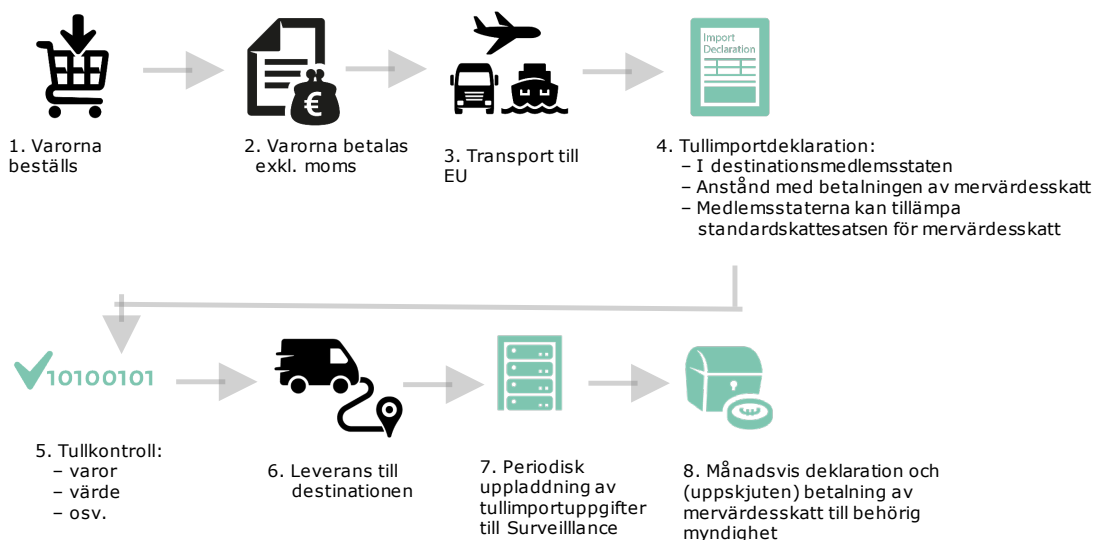 Import
Declaration
€
1. Varorna
beställs
2. Varorna betalas
exkl. moms
3. Transport till
EU
4. Tullimportdeklaration:
– I destinationsmedlemsstaten
– Anstånd med betalningen av mervärdesskatt
– Medlemsstaterna kan tillämpa
standardskattesatsen för mervärdesskatt
10100101
5. Tullkontroll:
– varor
– värde
– osv.
6. Leverans till
destinationen
7. Periodisk
uppladdning av
tullimportuppgifter
till Surveilllance
8. Månadsvis deklaration och
(uppskjuten) betalning av
mervärdesskatt till behörig
myndighet